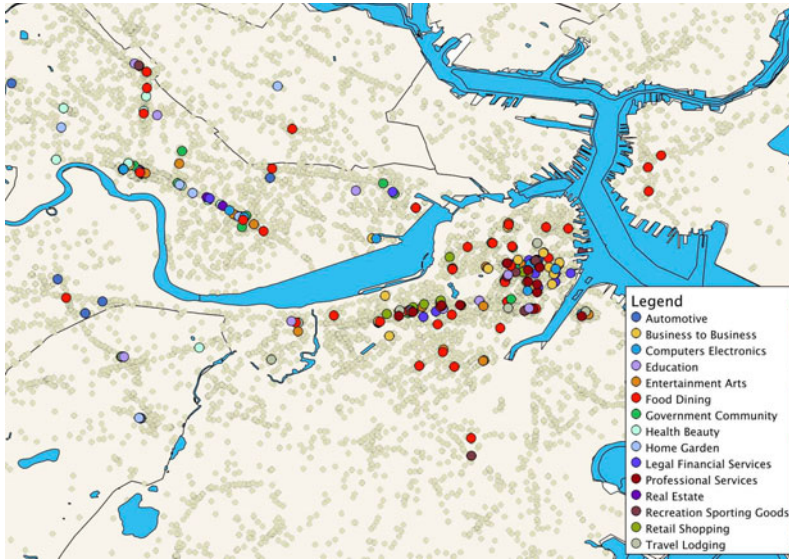 Legend
Automotive
Business to Business
Computers Electronics
Education
Entertainment Arts
Food Dining
Government Community
Health Beauty
Home Garden
Legal Financial Services
Professional Services
Real Estate
Recreation Sporting Goods
Retail Shopping
Travel Lodging